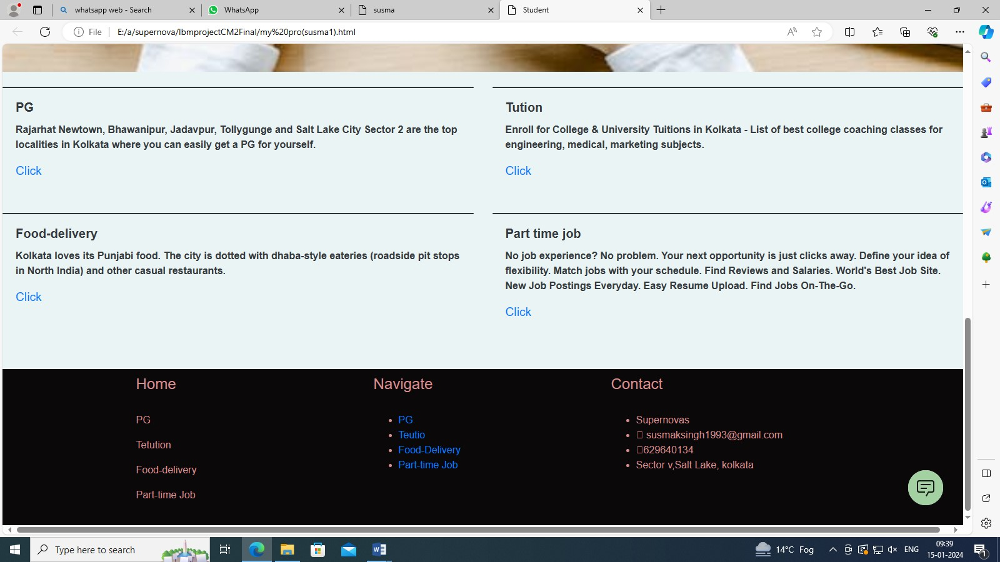 whatsapp web - Search
WhatsApp
susma
Student
File
E:/a/supernova/IbmprojectCM2Final/my%20pro(susma1).html
PG
Rajarhat Newtown, Bhawanipur, Jadavpur, Tollygunge and Salt Lake City Sector 2 are the top
localities in Kolkata where you can easily get a PG for yourself.
Click
Tution
Enroll for College & University Tuitions in Kolkata - List of best college coaching classes for
engineering, medical, marketing subjects.
Click
Food-delivery
Kolkata loves its Punjabi food. The city is dotted with dhaba-style eateries (roadside pit stops
in North India) and other casual restaurants.
Click
Part time job
No job experience? No problem. Your next opportunity is just clicks away. Define your idea of
flexibility. Match jobs with your schedule. Find Reviews and Salaries. World's Best Job Site.
New Job Postings Everyday. Easy Resume Upload. Find Jobs On-The-Go.
Click
Home
PG
Tetution
Food-delivery
Part-time Job
Navigate
PG
Teutio
Food-Delivery
Part-time Job
Contact
Supernovas
susmaksingh1993@gmail.com
629640134
Sector v,Salt Lake, kolkata
Type here to search
14°C Fog
ENG
09:39
15-01-2024
1